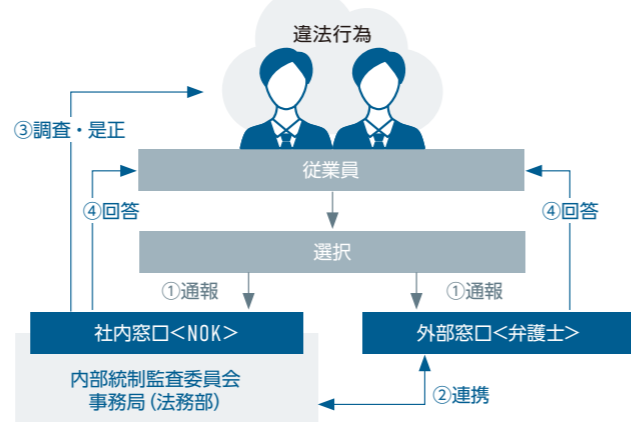 違法行為
③調査・是正
従業員
④回答
④回答
選択
①通報
①通報
社内窓口<NOK>
外部窓口<弁護士>
内部統制監査委員会
事務局(法務部)
②連携